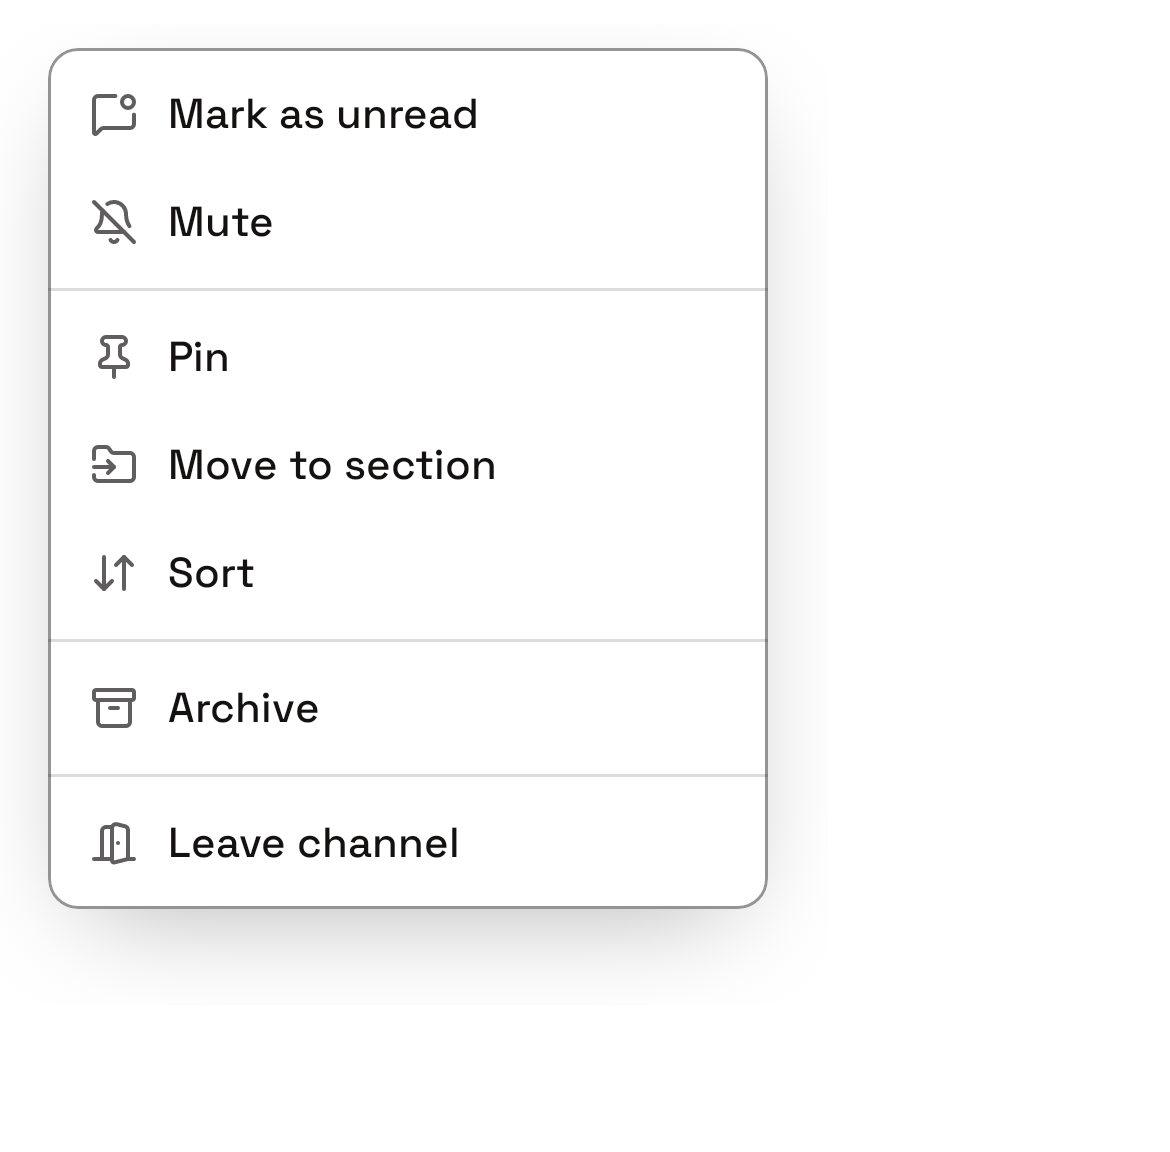 Mark as unread
Mute
Pin
Move to section
Sort
Archive
Leave channel